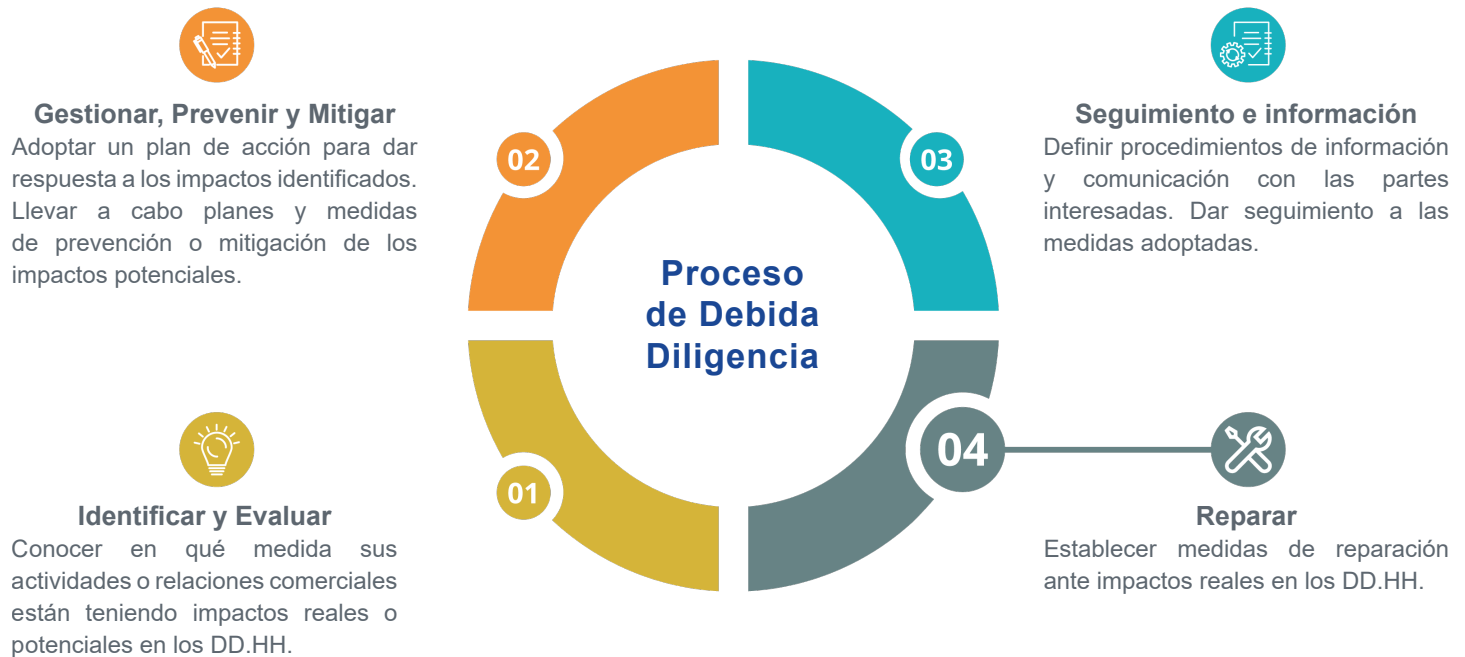 Gestionar, Prevenir y Mitigar
Adoptar un plan de acción para dar
respuesta a los impactos identificados.
Llevar a cabo planes y medidas
de prevención o mitigación de los
impactos potenciales.
02
03
Seguimiento e información
Definir procedimientos de información
y comunicación con las partes
interesadas. Dar seguimiento a las
medidas adoptadas.
Proceso
de Debida
Diligencia
Identificar y Evaluar
Conocer en qué medida sus
actividades o relaciones comerciales
están teniendo impactos reales o
potenciales en los DD.HH.
01
04
Reparar
Establecer medidas de reparación
ante impactos reales en los DD.HH.